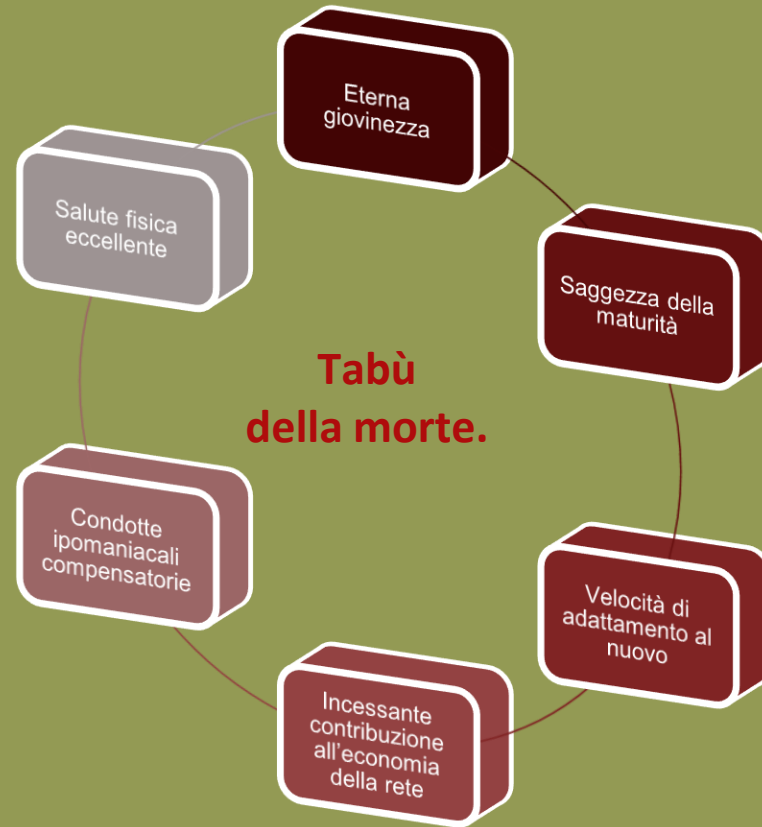 Eterna
giovinezza
Saggezza della
maturità
Velocità di
adattamento al
nuovo
Incessante
contribuzione
all'economia
della rete
Condotte
ipomaniacali
compensatorie
Salute fisica
eccellente
Tabù
della morte.